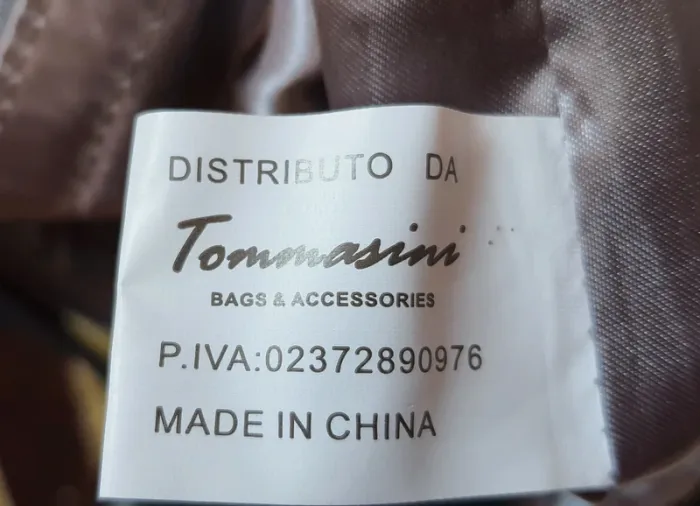 DISTRIBUTO DA
Tommasini
BAGS & ACCESSORIES
P.IVA:02372890976
MADE IN CHINA